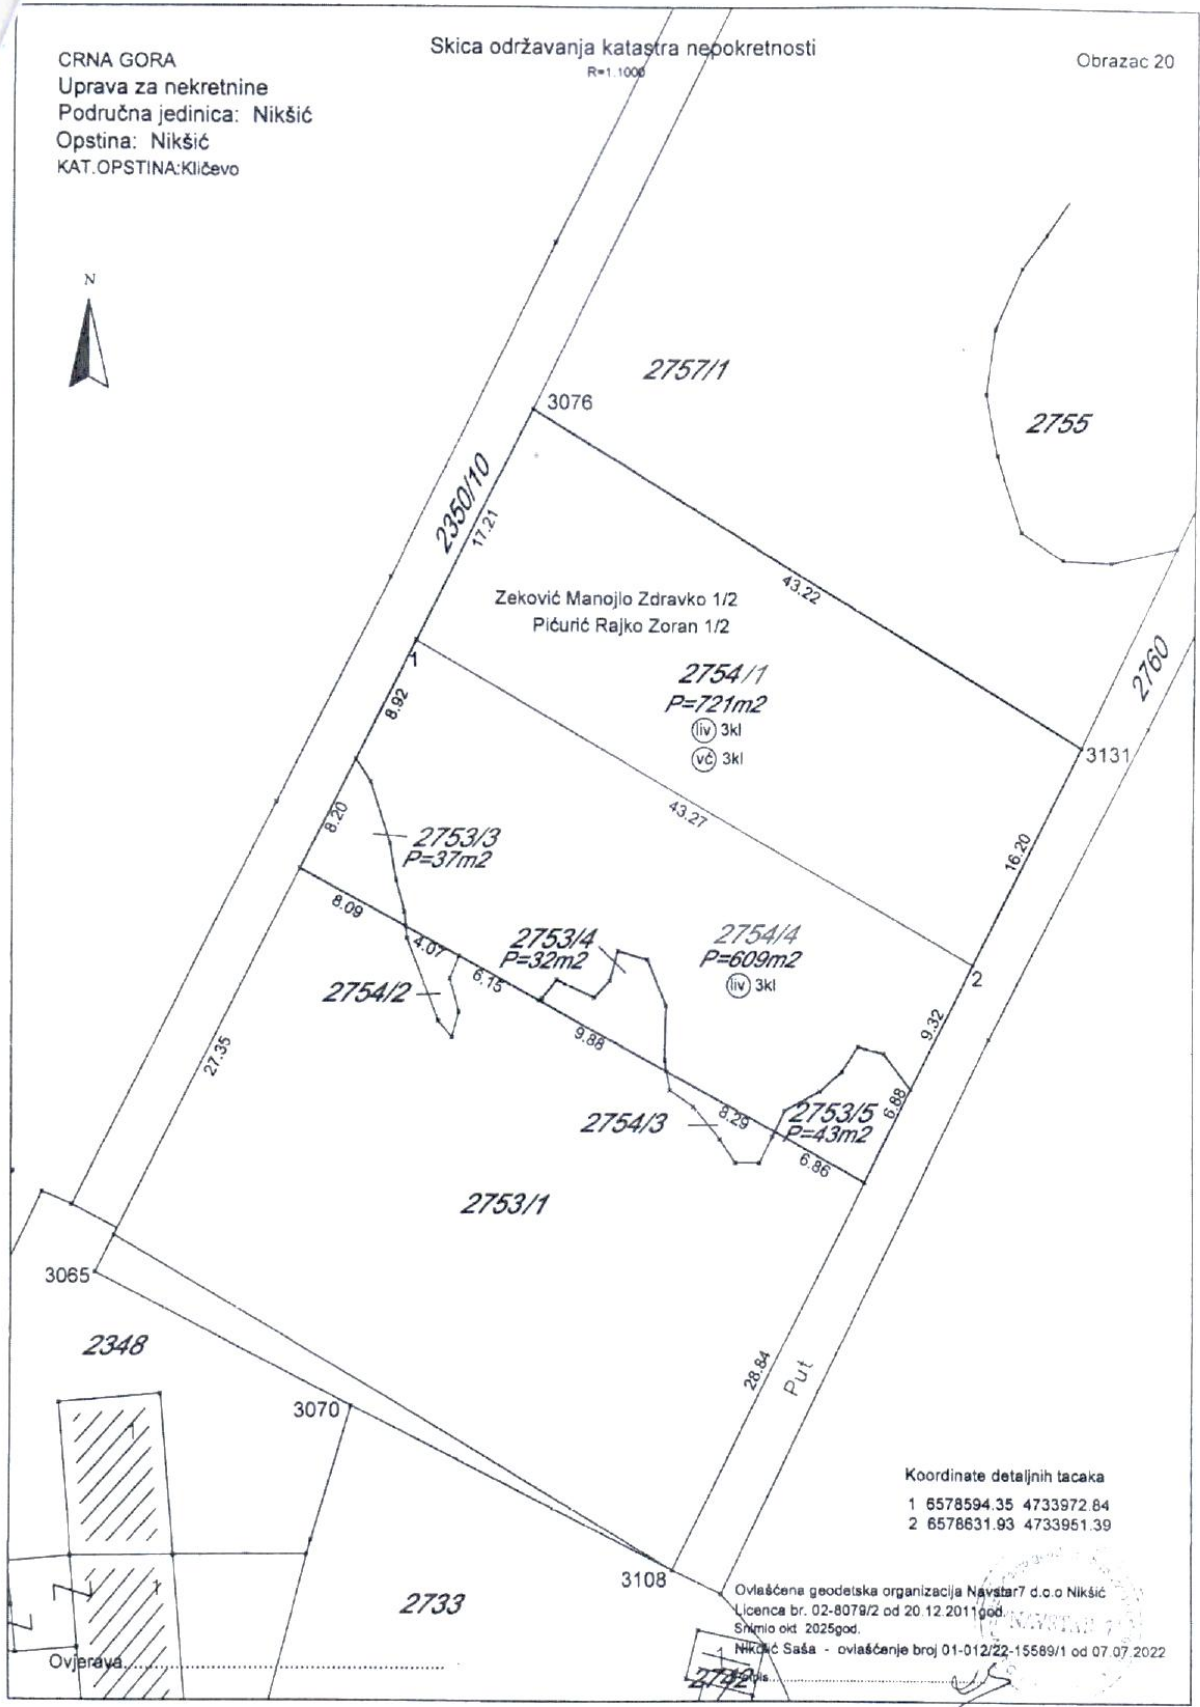 Skica održavanja katastra nepokretnosti
R=1:1000
Obrazac 20
CRNA GORA
Uprava za nekretnine
Područna jedinica: Nikšić
Opstina: Nikšić
KAT.OPSTINA:Kličevo
N
2757/1
3076
2755
2350/10
17.21
43.22
Zeković Manojlo Zdravko 1/2
Pićurić Rajko Zoran 1/2
2760
1
2754/1
P=721m2
liv 3kl
vć 3kl
3131
8.92
43.27
8.20
2753/3
P=37m2
16.20
8.09
4.07
6.15
2753/4
P=32m2
2754/4
P=609m2
liv 3kl
2
2754/2
9.88
9.32
27.35
2754/3
8.29
2753/5
P=43m2
6.88
6.86
2753/1
3065
2348
28.84
Put
3070
1
Koordinate detaljnih tacaka
1 6578594.35 4733972.84
2 6578631.93 4733951.39
3108
2733
1
Ovlašćena geodetska organizacija Navstar7 d.o.o Nikšić
Licenca br. 02-8079/2 od 20.12.2011god.
Snimio okt 2025god.
Nikolić Saša - ovlašćenje broj 01-012/22-15589/1 od 07.07.2022
NAVSTAR 7
1
2742
Ovjerava